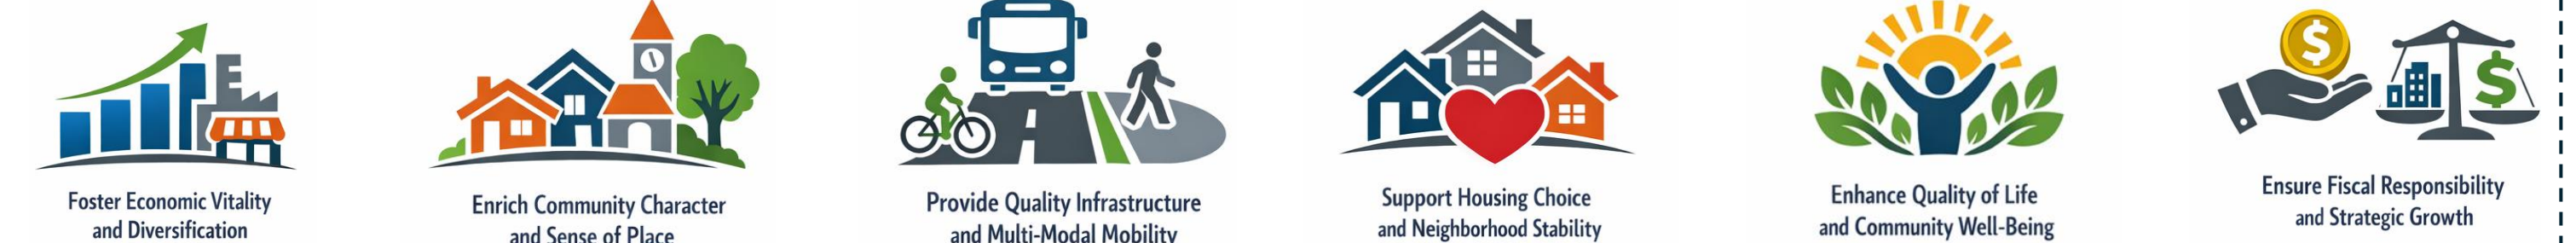 Foster Economic Vitality
and Diversification
Enrich Community Character
and Sense of Place
Provide Quality Infrastructure
and Multi-Modal Mobility
Support Housing Choice
and Neighborhood Stability
Enhance Quality of Life
and Community Well-Being
Ensure Fiscal Responsibility
and Strategic Growth